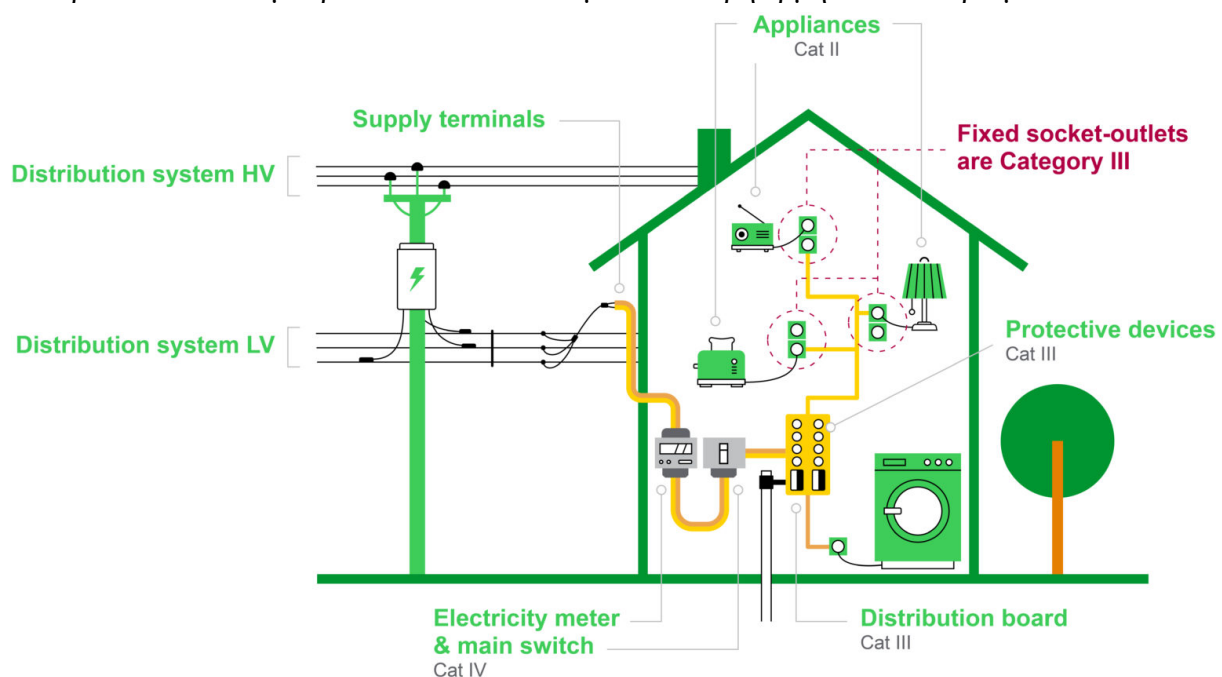 Appliances
Cat II
Supply terminals
Fixed socket-outlets
are Category III
Distribution system HV
Distribution system LV
Protective devices
Cat III
Electricity meter
& main switch
Cat IV
Distribution board
Cat III